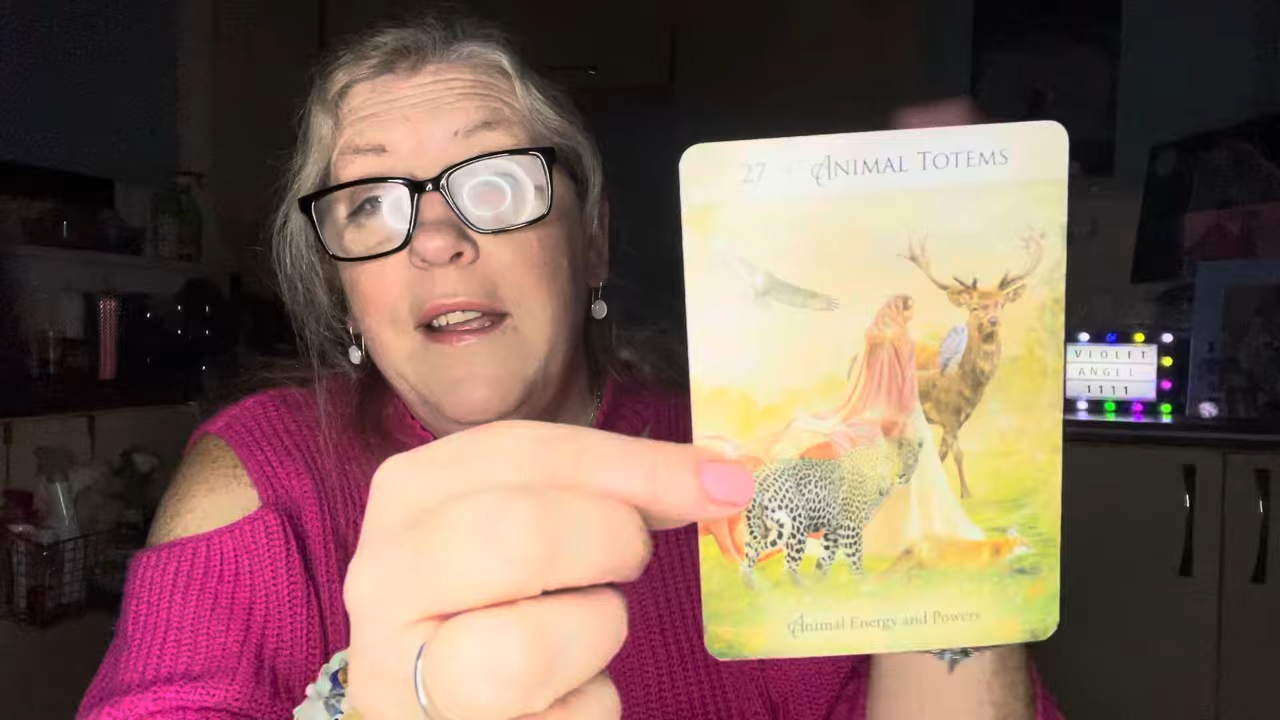 27 ANIMAL TOTEMS
Animal Energy and Powers
VIOLET
ANGEL
1111